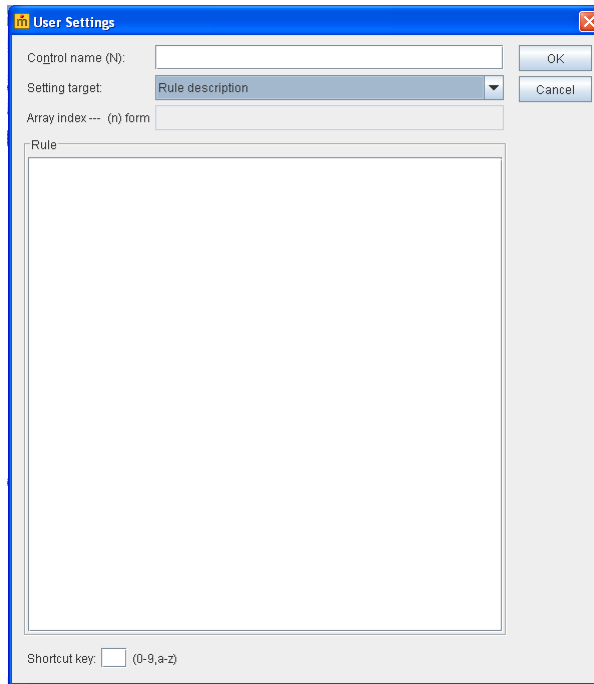 User Settings
Control name (N):
OK
Setting target:
Rule description
Cancel
Array index --- (n) form
Rule
Shortcut key:
(0-9,a-z)